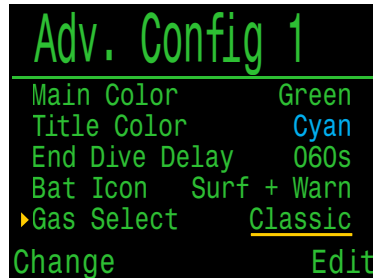 Adv. Config 1
Main Color Green
Title Color Cyan
End Dive Delay 060s
Bat Icon Surf + Warn
Gas Select Classic
Change Edit